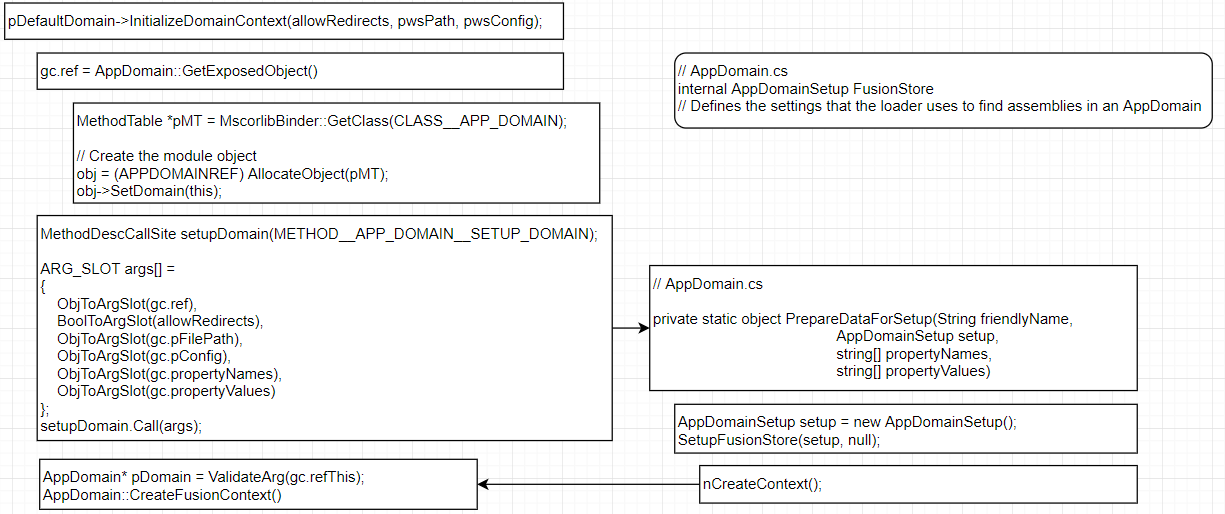 pDefaultDomain->InitializeDomainContext(allowRedirects, pwsPath, pwsConfig);
gc.ref = AppDomain::GetExposedObject()
MethodTable *pMT = MscorlibBinder::GetClass(CLASS__APP_DOMAIN);
// Create the module object
obj = (APPDOMAINREF) AllocateObject(pMT);
obj->SetDomain(this);
MethodDescCallSite setupDomain(METHOD__APP_DOMAIN__SETUP_DOMAIN);
ARG_SLOT args[] =
{
ObjToArgSlot(gc.ref),
BoolToArgSlot(allowRedirects),
ObjToArgSlot(gc.pFilePath),
ObjToArgSlot(gc.pConfig),
ObjToArgSlot(gc.propertyNames),
ObjToArgSlot(gc.propertyValues)
};
setupDomain.Call(args);
AppDomain* pDomain = ValidateArg(gc.refThis);
AppDomain::CreateFusionContext()
// AppDomain.cs
internal AppDomainSetup FusionStore
// Defines the settings that the loader uses to find assemblies in an AppDomain
// AppDomain.cs
private static object PrepareDataForSetup(String friendlyName,
AppDomainSetup setup,
string[] propertyNames,
string[] propertyValues)
AppDomainSetup setup = new AppDomainSetup();
SetupFusionStore(setup, null);
nCreateContext();